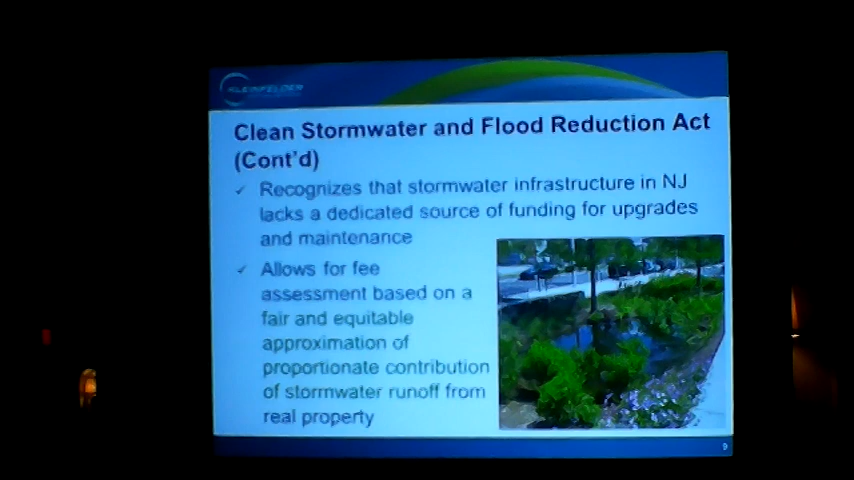 KLEINFELDER
Clean Stormwater and Flood Reduction Act
(Cont'd)
✓ Recognizes that stormwater infrastructure in NJ
lacks a dedicated source of funding for upgrades
and maintenance
✓ Allows for fee
assessment based on a
fair and equitable
approximation of
proportionate contribution
of stormwater runoff from
real property
9